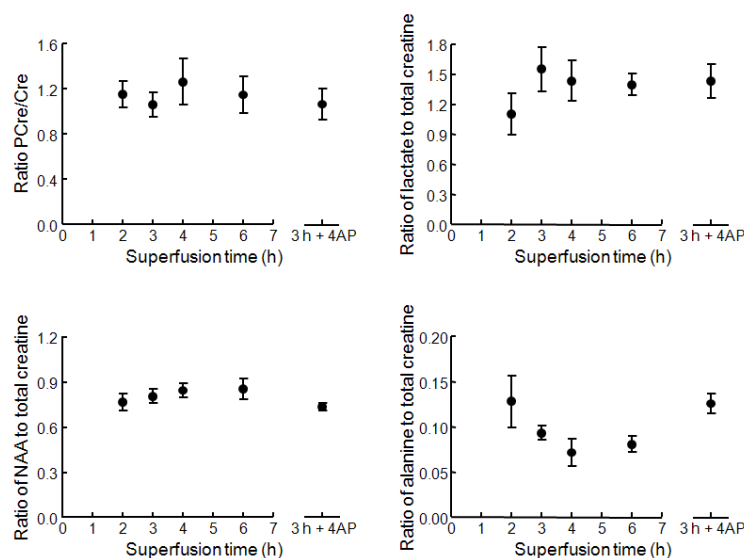 Ratio PCre/Cre
1.6
1.2
0.8
0.4
0.0
0 1 2 3 4 5 6 7 3 h + 4AP
Superfusion time (h)
Ratio of lactate to total creatine
1.8
1.5
1.2
0.9
0.6
0.3
0.0
0 1 2 3 4 5 6 7 3 h + 4AP
Superfusion time (h)
Ratio of NAA to total creatine
1.2
0.9
0.6
0.3
0.0
0 1 2 3 4 5 6 7 3 h + 4AP
Superfusion time (h)
Ratio of alanine to total creatine
0.20
0.15
0.10
0.05
0.00
0 1 2 3 4 5 6 7 3 h + 4AP
Superfusion time (h)